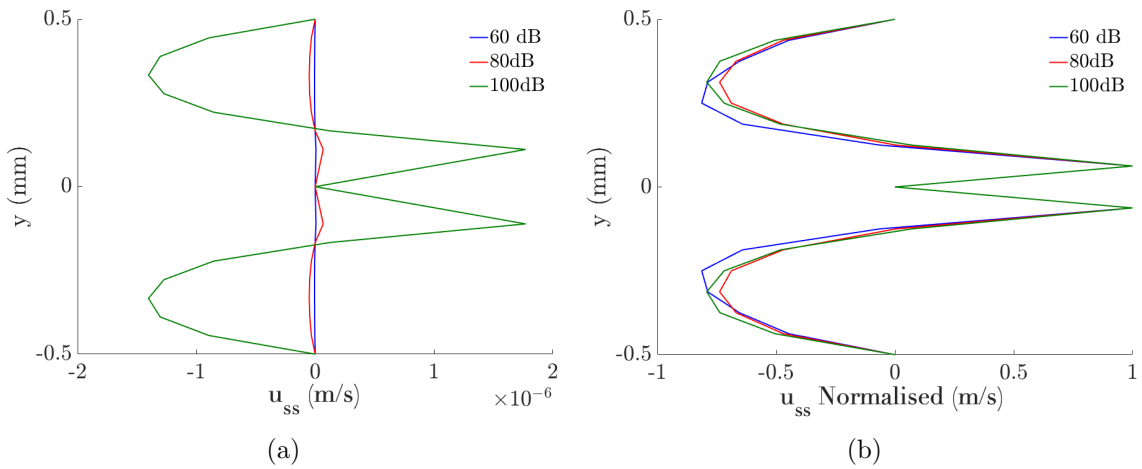 0.5
60 dB
80dB
100dB
y (mm)
0
-0.5
-2
-1
0
1
2
u_ss (m/s)
×10^-6
(a)
0.5
60 dB
80dB
100dB
y (mm)
0
-0.5
-1
-0.5
0
0.5
1
u_ss Normalised (m/s)
(b)